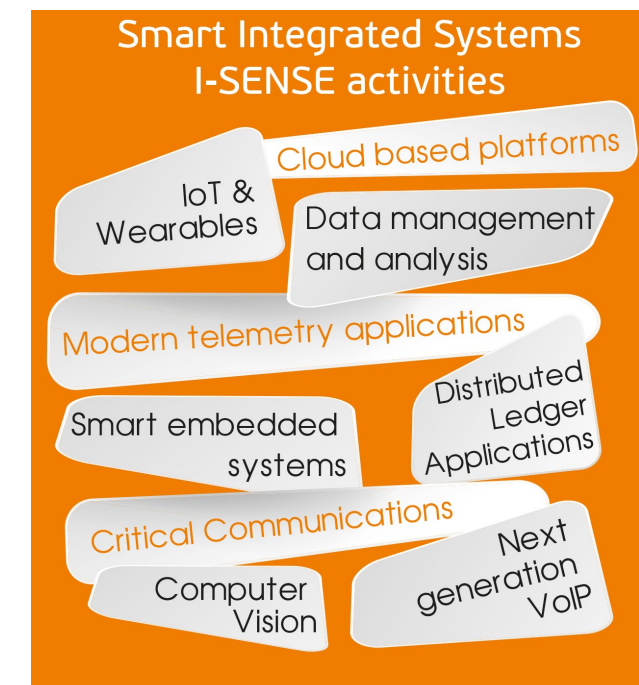 Smart Integrated Systems
I-SENSE activities
Cloud based platforms
IoT &
Wearables
Data management
and analysis
Modern telemetry applications
Distributed
Ledger
Applications
Smart embedded
systems
Critical Communications
Next
generation
VoIP
Computer
Vision